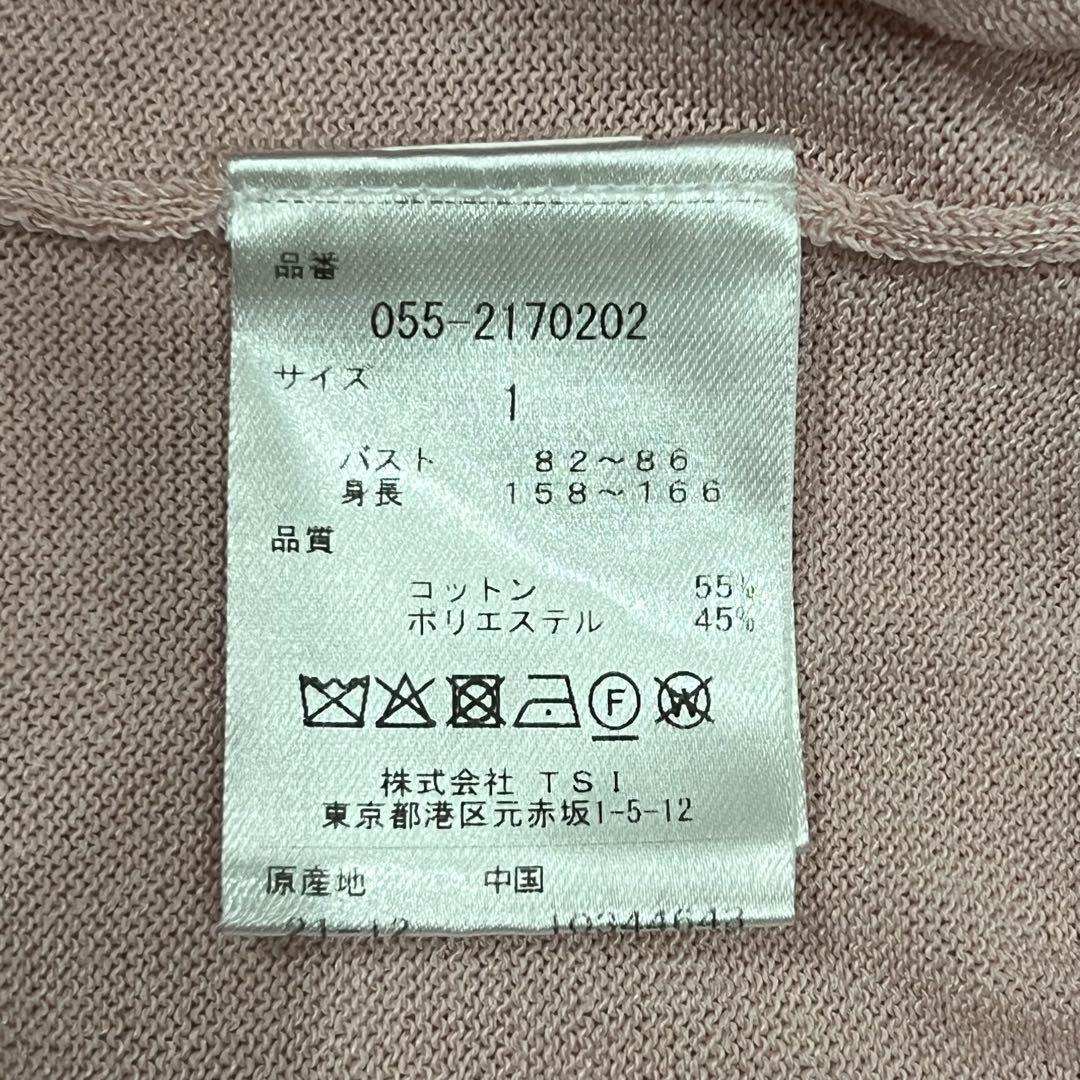 品番
055-2170202
サイズ
1
バスト 82～86
身長 158～166
品質
コットン 55%
ポリエステル 45%
F W
株式会社 TSI
東京都港区元赤坂1-5-12
原産地 中国
21-12